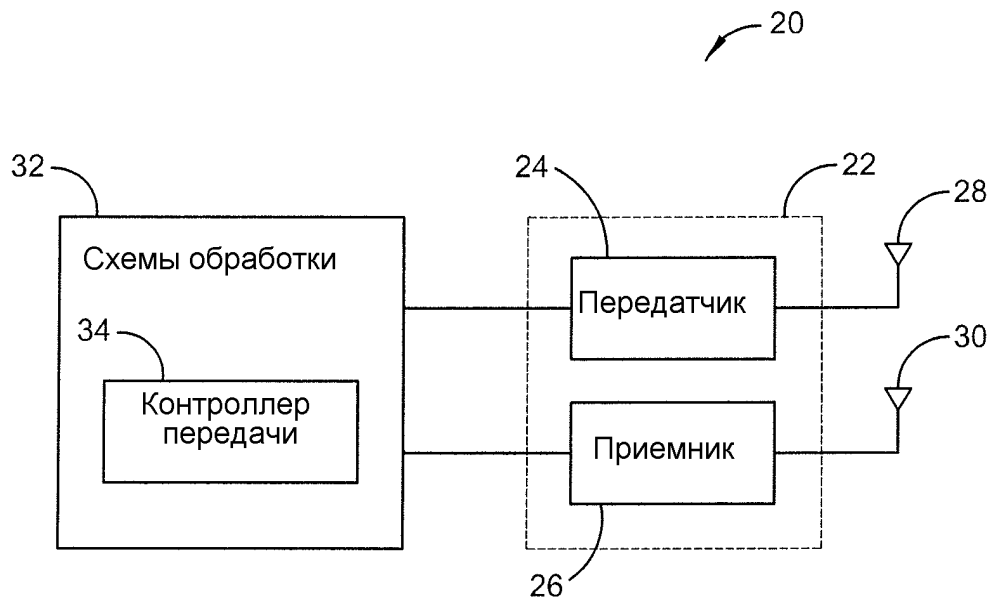 20
32
24
22
28
Схемы обработки
Передатчик
34
30
Контроллер
передачи
Приемник
26